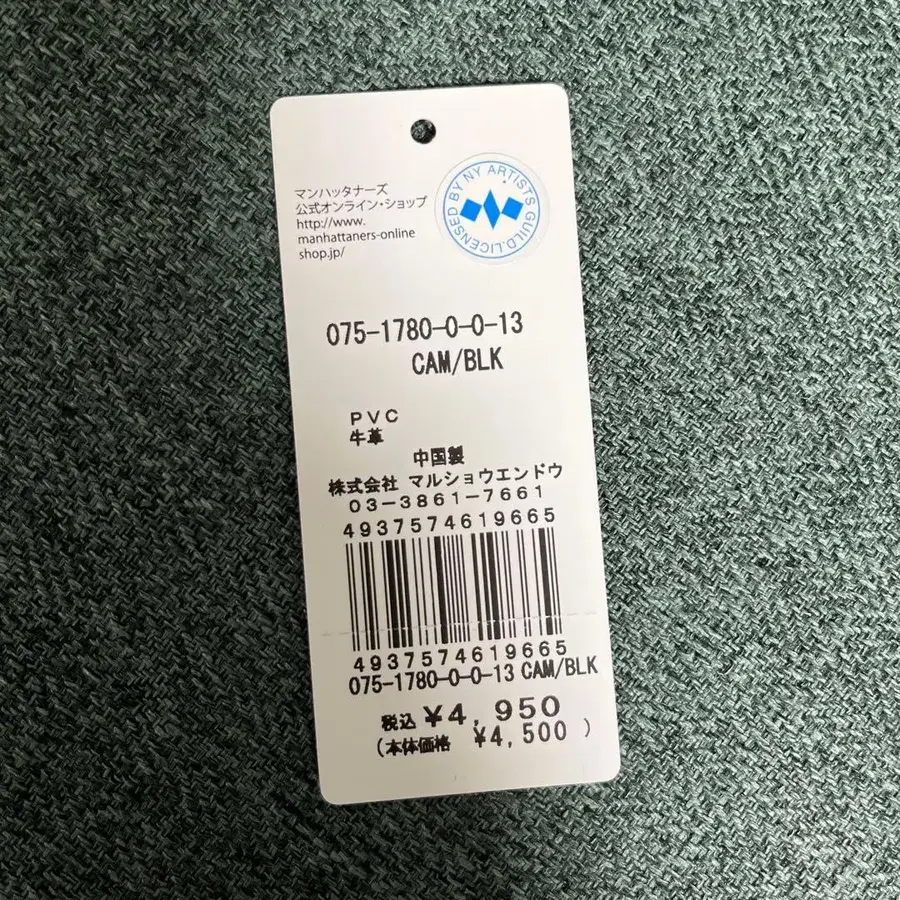 マンハッタナーズ
公式オンライン・ショップ
http://www.
manhattaners-online
shop.jp/
LICENSED BY NY ARTISTS GUILD.
075-1780-0-0-13
CAM/BLK
PVC
牛革
中国製
株式会社 マルショウエンドウ
03-3861-7661
4937574619665
4937574619665
075-1780-0-0-13 CAM/BLK
税込 ¥4,950
(本体価格 ¥4,500 )